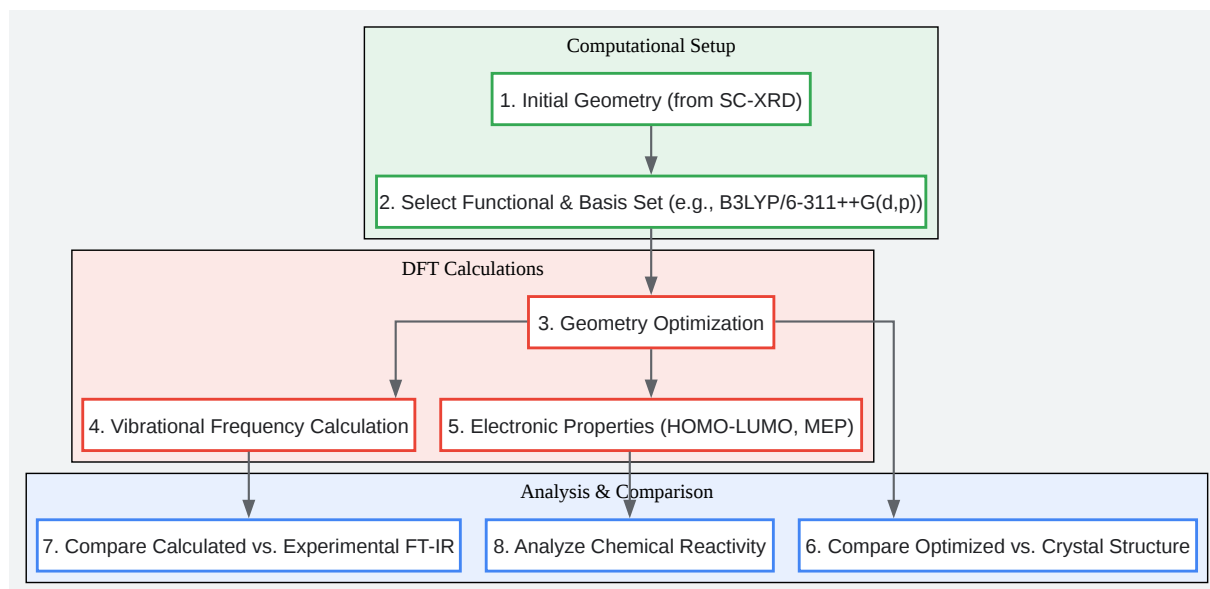 Computational Setup
1. Initial Geometry (from SC-XRD)
2. Select Functional & Basis Set (e.g., B3LYP/6-311++G(d,p))
DFT Calculations
3. Geometry Optimization
4. Vibrational Frequency Calculation
5. Electronic Properties (HOMO-LUMO, MEP)
Analysis & Comparison
7. Compare Calculated vs. Experimental FT-IR
8. Analyze Chemical Reactivity
6. Compare Optimized vs. Crystal Structure